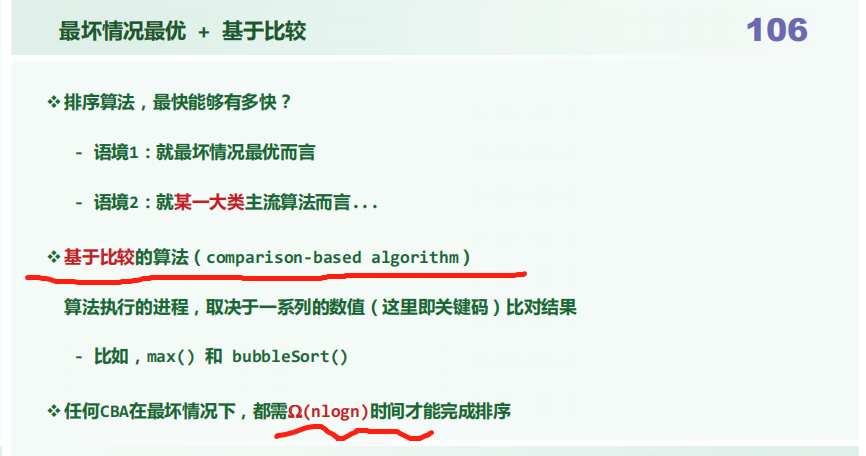 最坏情况最优 + 基于比较
106
❖排序算法，最快能够有多快？
- 语境1：就最坏情况最优而言
- 语境2：就某一大类主流算法而言...
❖基于比较的算法（comparison-based algorithm）
算法执行的进程，取决于一系列的数值（这里即关键码）比对结果
- 比如，max() 和 bubbleSort()
❖任何CBA在最坏情况下，都需Ω(nlogn)时间才能完成排序